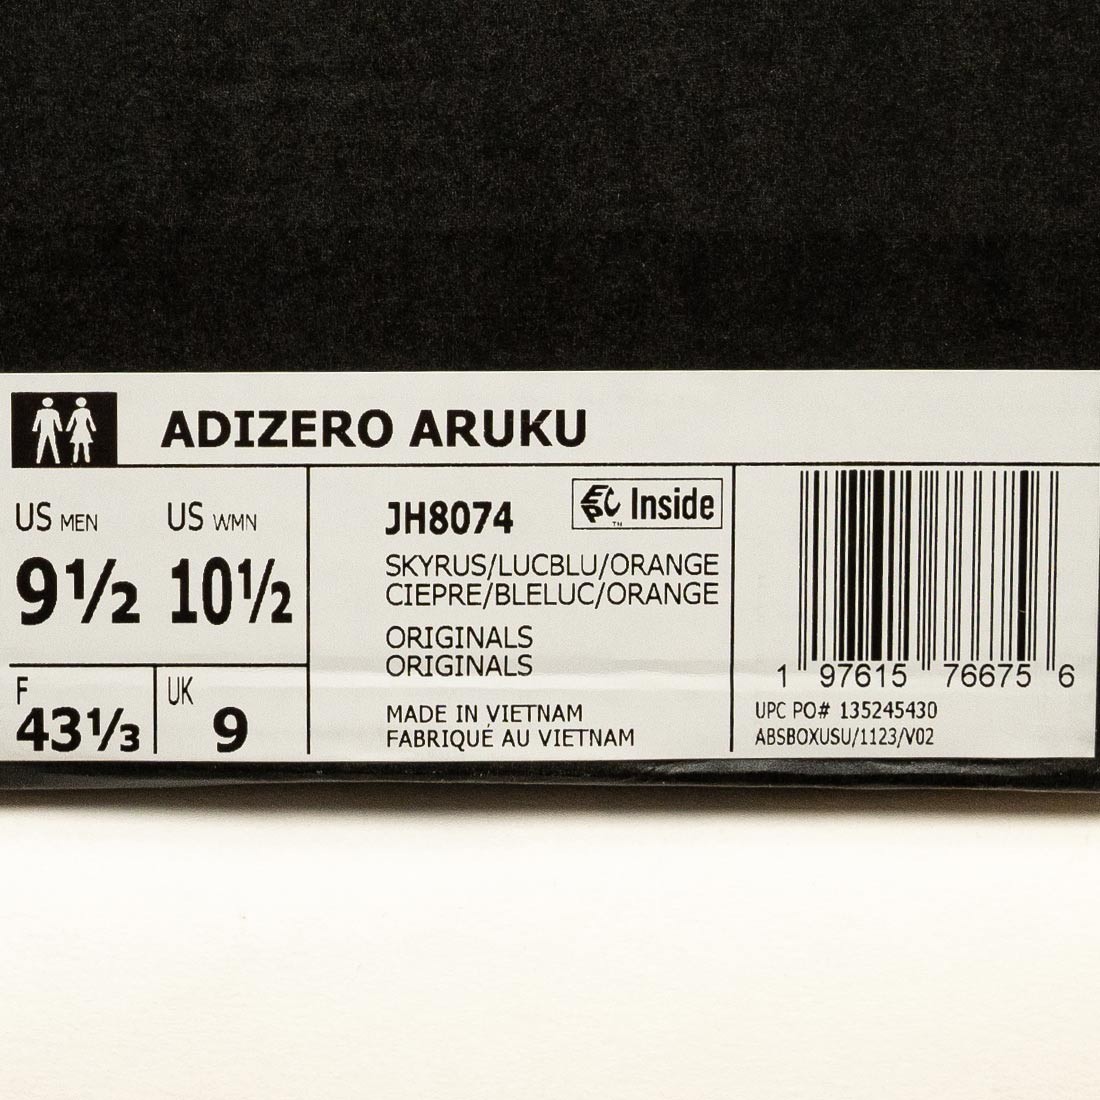 ADIZERO ARUKU
US MEN
9½
US WMN
10½
F
43⅓
UK
9
JH8074
EPC™ Inside
SKYRUS/LUCBLU/ORANGE
CIEPRE/BLELUC/ORANGE
ORIGINALS
ORIGINALS
MADE IN VIETNAM
FABRIQUÉ AU VIETNAM
1 97615 76675 6
UPC PO# 135245430
ABSBOXUSU/1123/V02